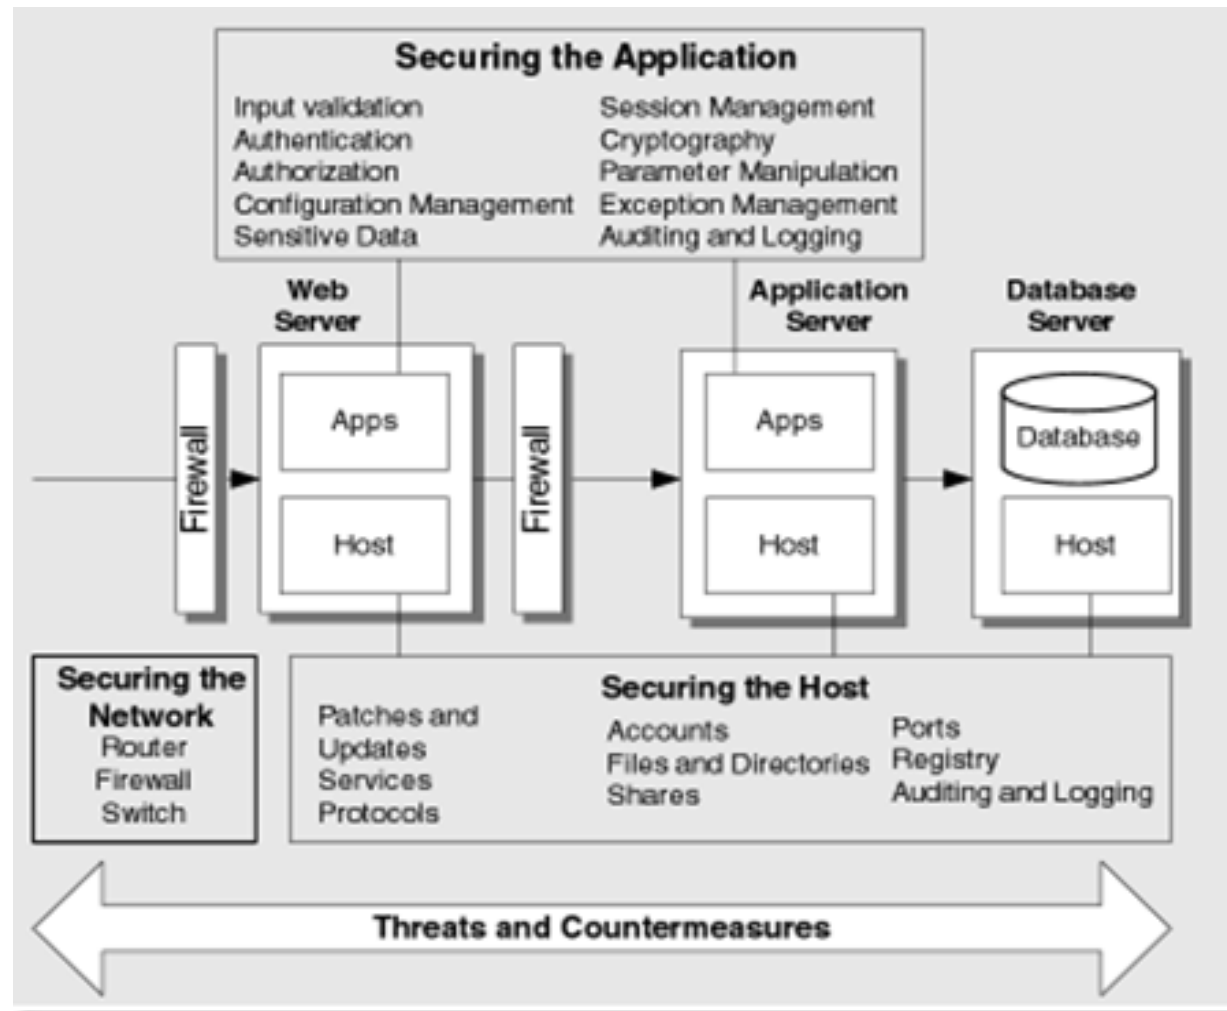 Securing the Application
Input validation
Authentication
Authorization
Configuration Management
Sensitive Data
Session Management
Cryptography
Parameter Manipulation
Exception Management
Auditing and Logging
Web
Server
Application
Server
Database
Server
Firewall
Apps
Host
Firewall
Apps
Host
Database
Host
Securing the
Network
Router
Firewall
Switch
Securing the Host
Patches and
Updates
Services
Protocols
Accounts
Files and Directories
Shares
Ports
Registry
Auditing and Logging
Threats and Countermeasures